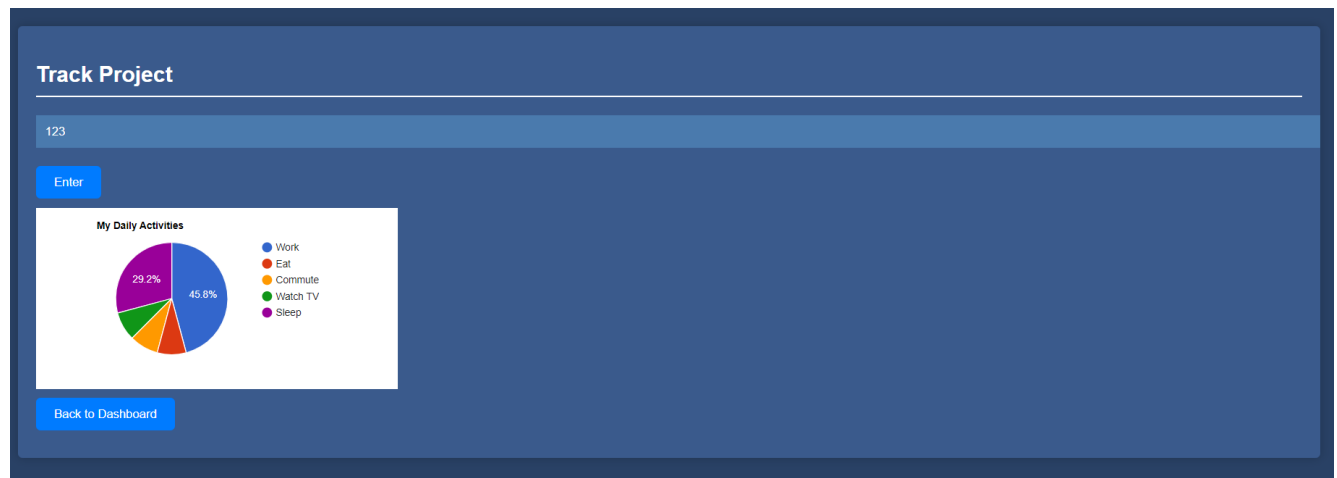 Track Project
123
Enter
My Daily Activities
29.2%
45.8%
Work
Eat
Commute
Watch TV
Sleep
Back to Dashboard